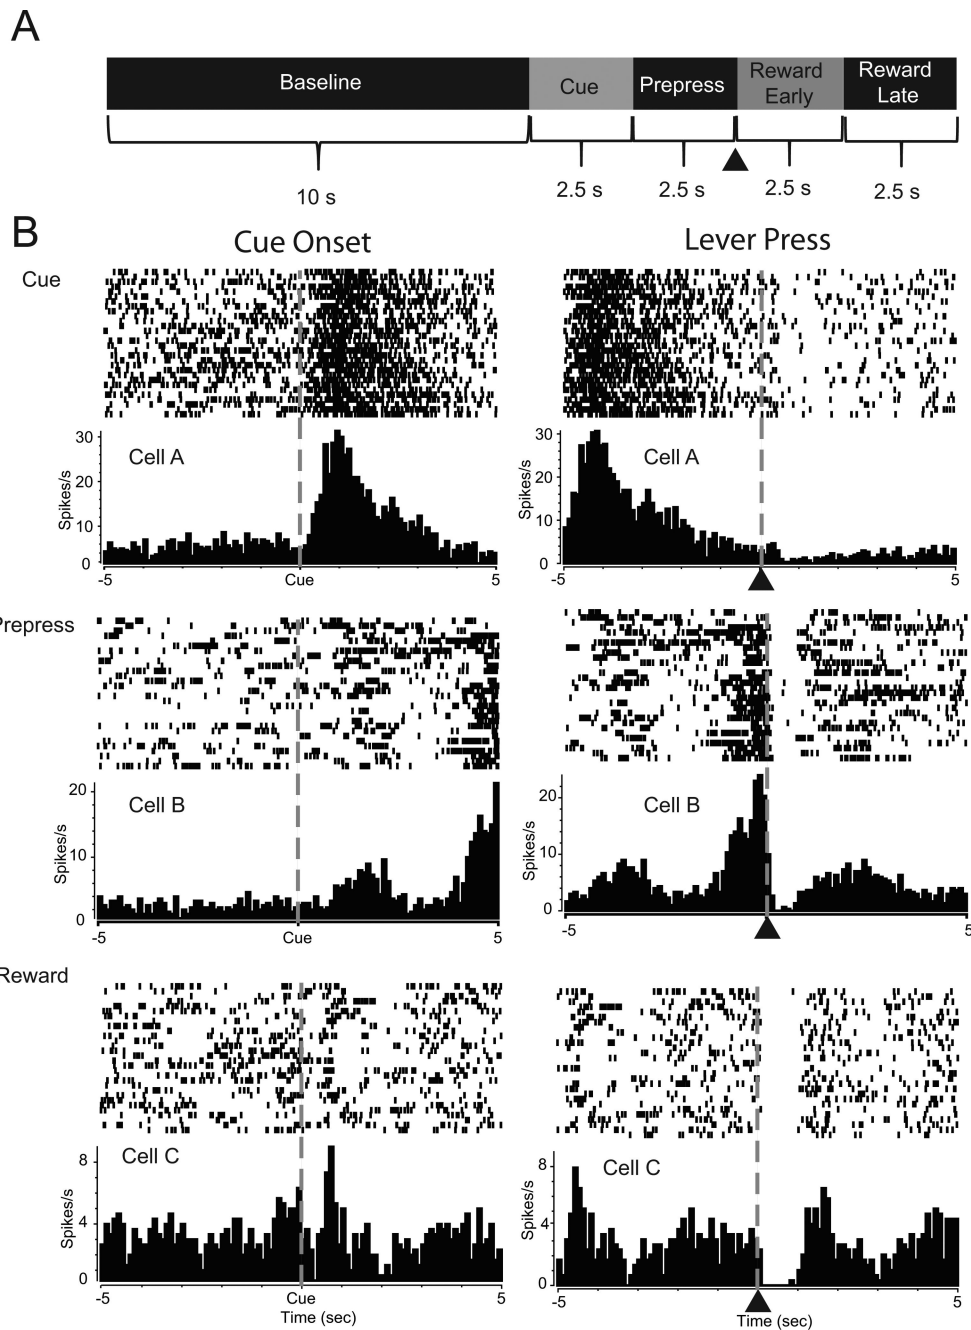 A
Baseline
Cue
Prepress
Reward
Early
Reward
Late
10 s
2.5 s
2.5 s
2.5 s
2.5 s
B
Cue Onset
Lever Press
Cue
30
20
10
0
Spikes/s
Cell A
-5
Cue
5
30
20
10
0
Spikes/s
Cell A
-5
5
Prepress
20
10
0
Spikes/s
Cell B
-5
Cue
5
20
10
0
Spikes/s
Cell B
-5
5
Reward
8
4
0
Spikes/s
Cell C
-5
Cue
5
Time (sec)
8
4
0
Spikes/s
Cell C
-5
5
Time (sec)